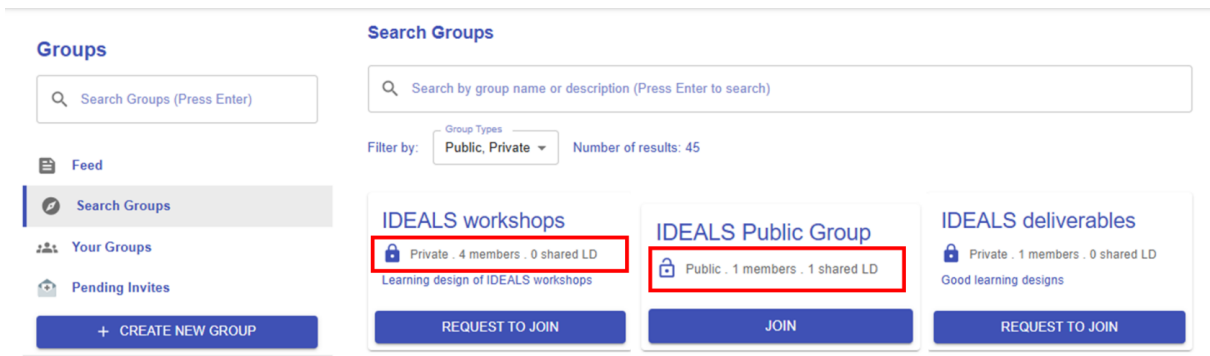 Groups
Search Groups (Press Enter)
Feed
Search Groups
Your Groups
Pending Invites
+ CREATE NEW GROUP
Search Groups
Search by group name or description (Press Enter to search)
Group Types
Filter by: Public, Private Number of results: 45
IDEALS workshops
Private . 4 members . 0 shared LD
Learning design of IDEALS workshops
REQUEST TO JOIN
IDEALS Public Group
Public . 1 members . 1 shared LD
JOIN
IDEALS deliverables
Private . 1 members . 0 shared LD
Good learning designs
REQUEST TO JOIN